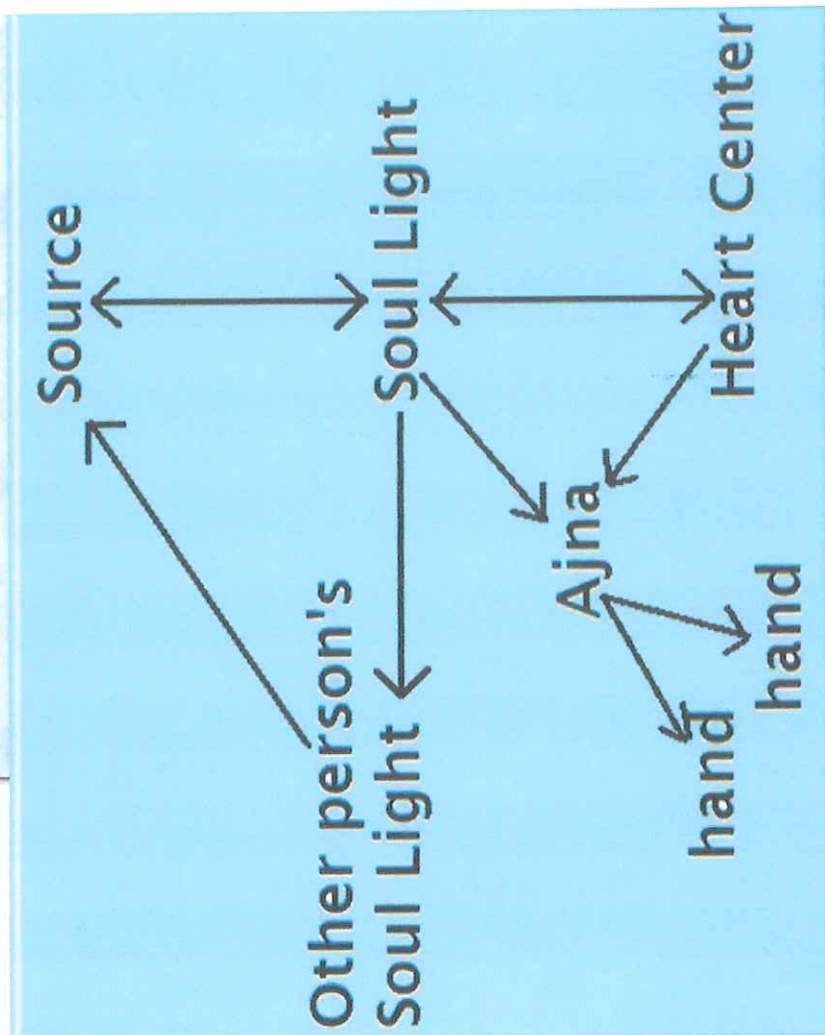 Source
Other person's
Soul Light
Soul Light
Ajna
hand
hand
Heart Center